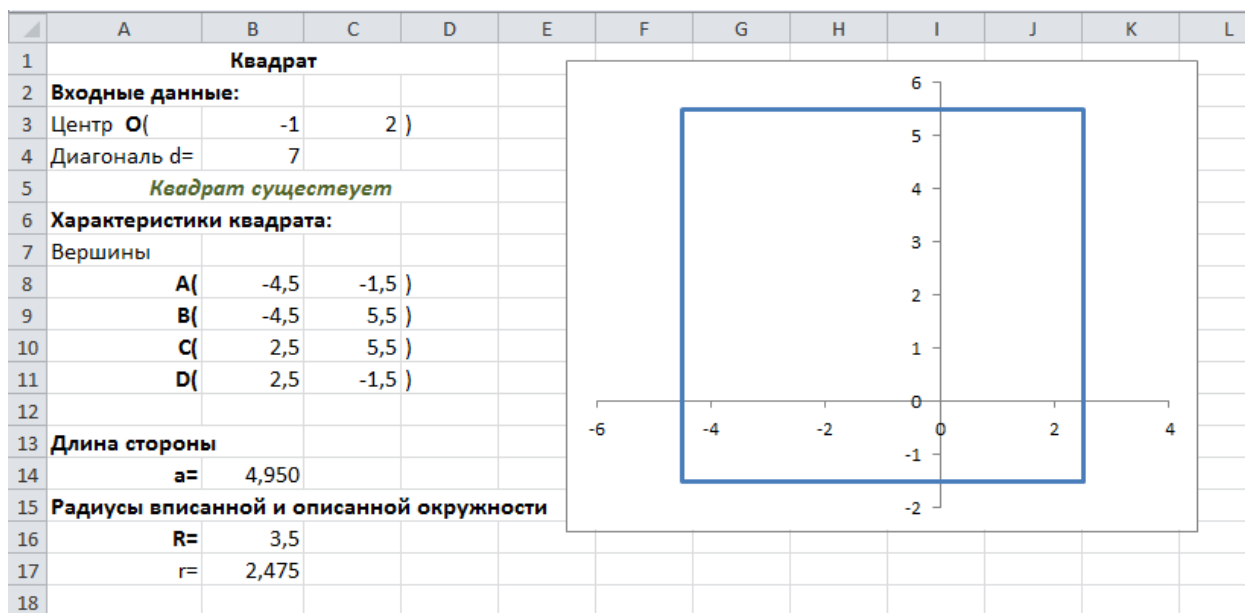 A B C D E F G H I J K L
1 Квадрат
2 Входные данные:
3 Центр O( -1 2 )
4 Диагональ d= 7
5 Квадрат существует
6 Характеристики квадрата:
7 Вершины
8 A( -4,5 -1,5 )
9 B( -4,5 5,5 )
10 C( 2,5 5,5 )
11 D( 2,5 -1,5 )
12
13 Длина стороны
14 a= 4,950
15 Радиусы вписанной и описанной окружности
16 R= 3,5
17 r= 2,475
18
6
5
4
3
2
1
0
-6 -4 -2 0 2 4
-1
-2